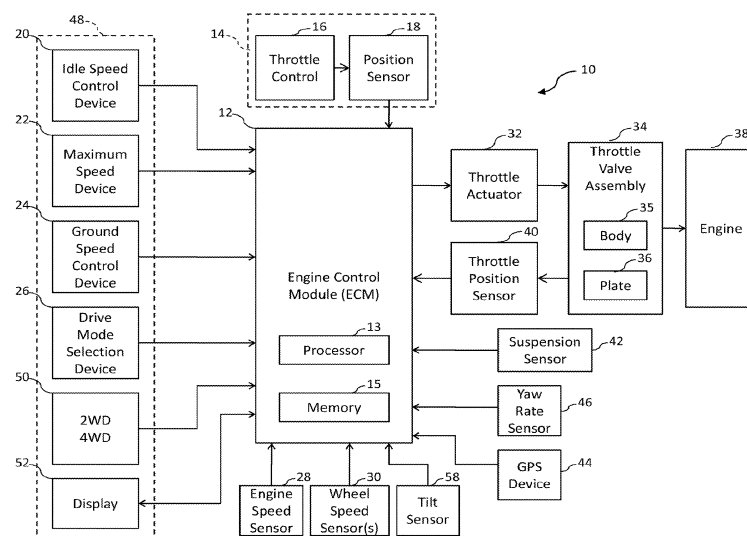 48
20
Idle Speed
Control
Device
22
Maximum
Speed
Device
24
Ground
Speed
Control
Device
26
Drive
Mode
Selection
Device
50
2WD
4WD
52
Display
14
16
Throttle
Control
18
Position
Sensor
10
12
Engine Control
Module (ECM)
13
Processor
15
Memory
32
Throttle
Actuator
34
Throttle
Valve
Assembly
35
Body
36
Plate
38
Engine
40
Throttle
Position
Sensor
Suspension
Sensor
42
Yaw
Rate
Sensor
46
GPS
Device
44
28
Engine
Speed
Sensor
30
Wheel
Speed
Sensor(s)
58
Tilt
Sensor